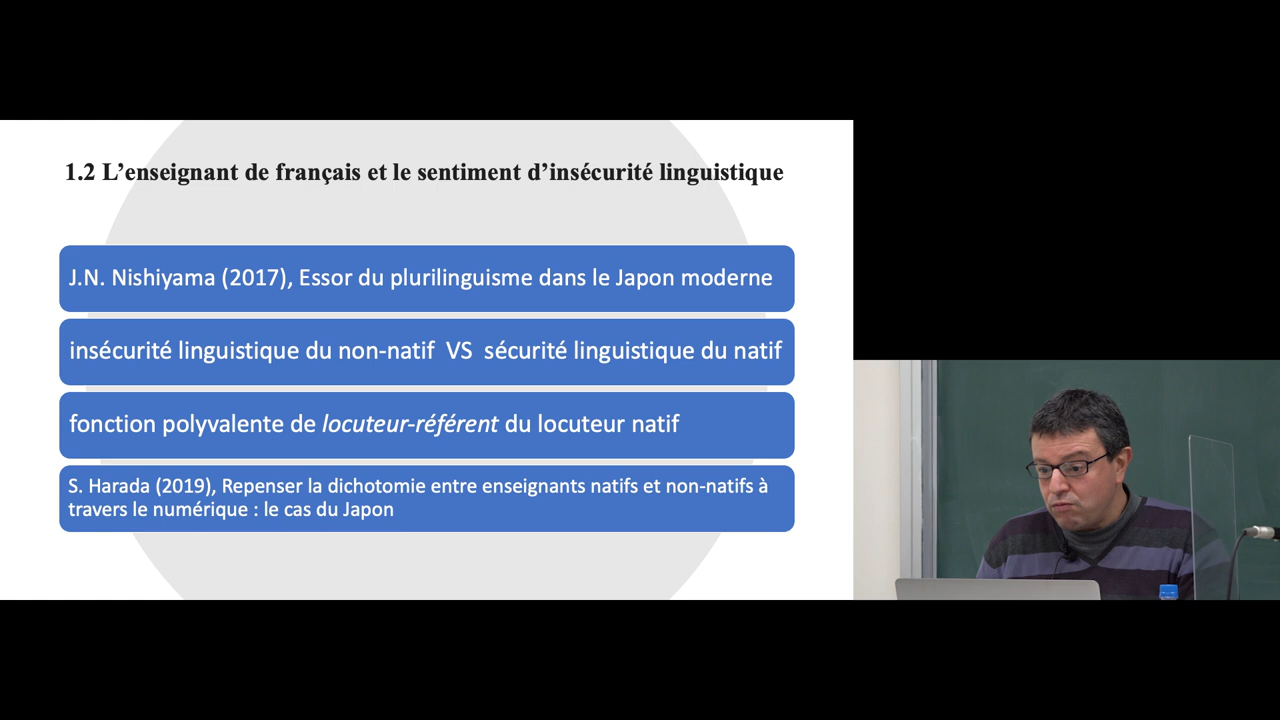 1.2 L’enseignant de français et le sentiment d’insécurité linguistique
J.N. Nishiyama (2017), Essor du plurilinguisme dans le Japon moderne
insécurité linguistique du non-natif  VS  sécurité linguistique du natif
fonction polyvalente de locuteur-référent du locuteur natif
S. Harada (2019), Repenser la dichotomie entre enseignants natifs et non-natifs à
travers le numérique : le cas du Japon